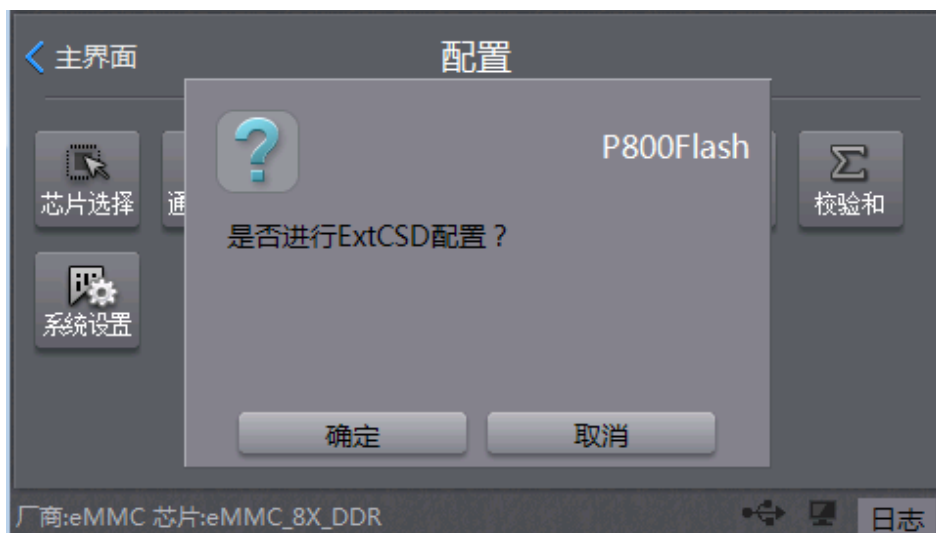 主界面
配置
P800Flash
是否进行ExtCSD配置？
芯片选择
通
校验和
系统设置
确定
取消
厂商:eMMC 芯片:eMMC_8X_DDR
日志